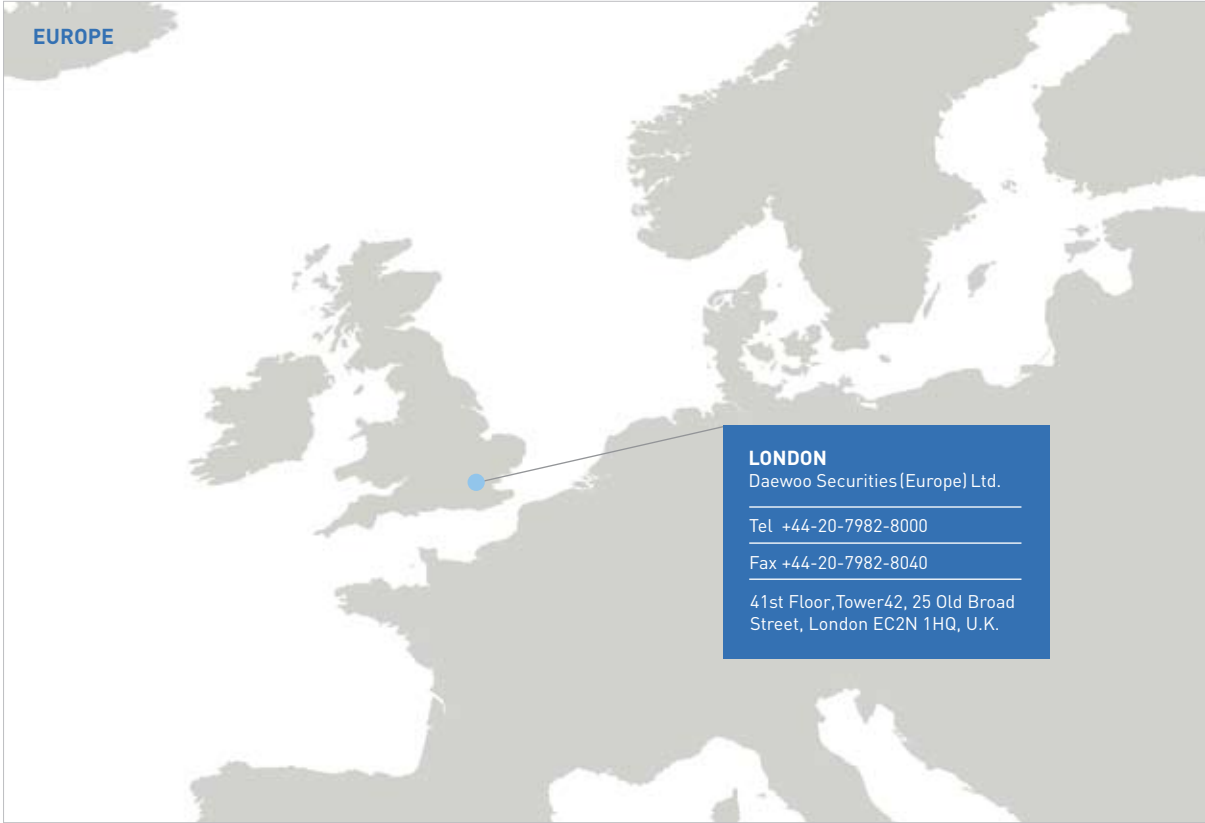 EUROPE
LONDON
Daewoo Securities(Europe) Ltd.
Tel +44-20-7982-8000
Fax +44-20-7982-8040
41st Floor,Tower42, 25 Old Broad
Street, London EC2N 1HQ, U.K.